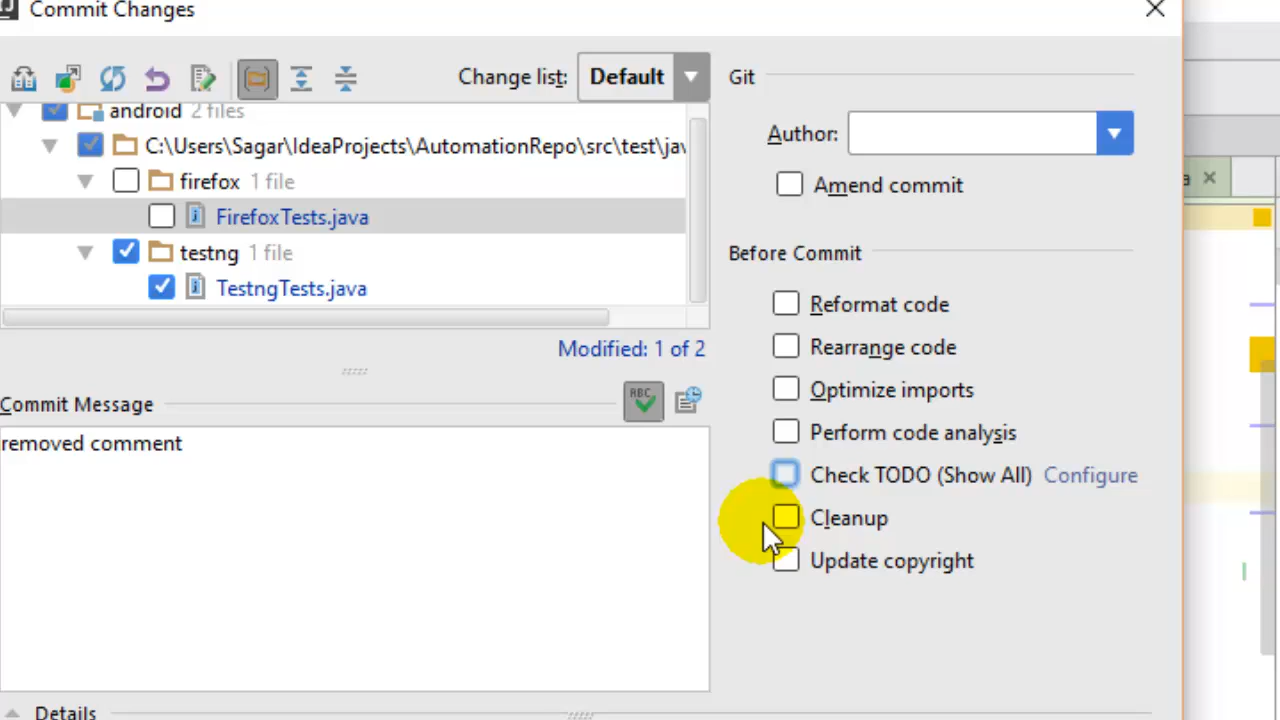 Commit Changes
Change list: Default
android 2 files
C:\Users\Sagar\IdeaProjects\AutomationRepo\src\test\jav
firefox 1 file
FirefoxTests.java
testng 1 file
TestngTests.java
Modified: 1 of 2
Commit Message
ABC
removed comment
Details
Git
Author:
Amend commit
Before Commit
Reformat code
Rearrange code
Optimize imports
Perform code analysis
Check TODO (Show All) Configure
Cleanup
Update copyright
a